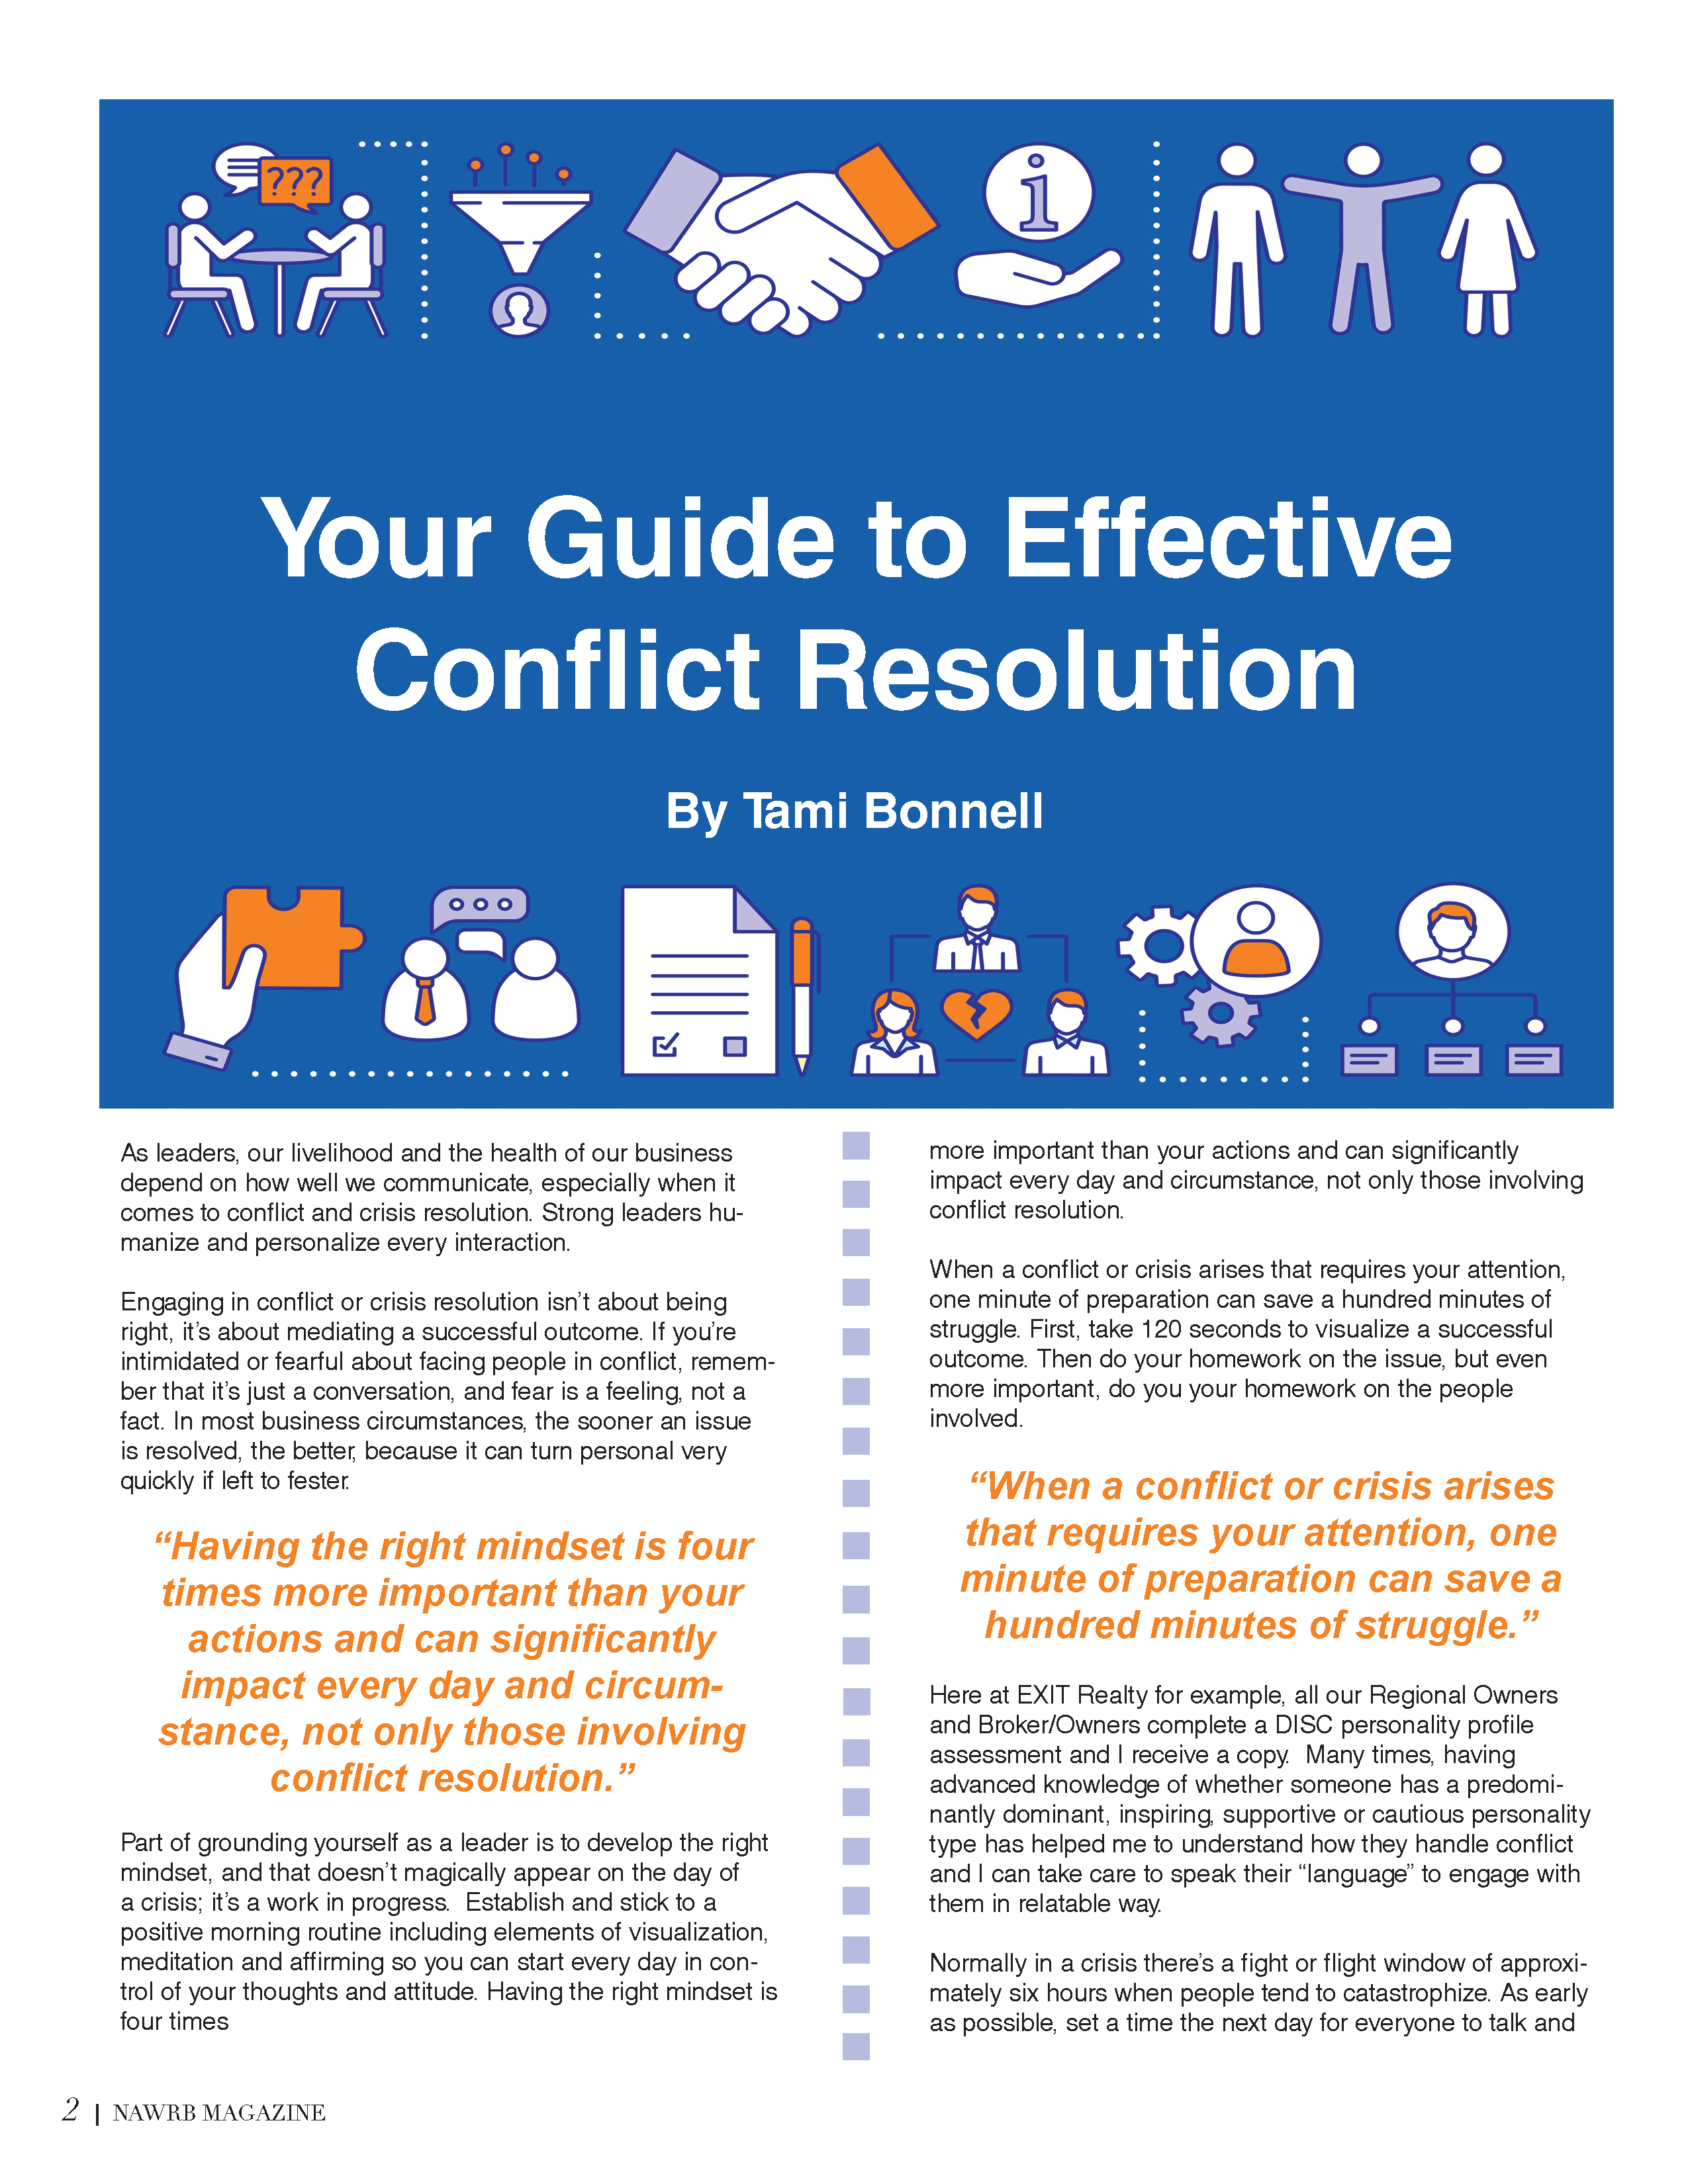 ???
i
Your Guide to Effective
Conflict Resolution
By Tami Bonnell
As leaders, our livelihood and the health of our business
depend on how well we communicate, especially when it
comes to conflict and crisis resolution. Strong leaders hu-
manize and personalize every interaction.
Engaging in conflict or crisis resolution isn't about being
right, it's about mediating a successful outcome. If you're
intimidated or fearful about facing people in conflict, remem-
ber that it's just a conversation, and fear is a feeling, not a
fact. In most business circumstances, the sooner an issue
is resolved, the better, because it can turn personal very
quickly if left to fester.
“Having the right mindset is four
times more important than your
actions and can significantly
impact every day and circum-
stance, not only those involving
conflict resolution.”
Part of grounding yourself as a leader is to develop the right
mindset, and that doesn't magically appear on the day of
a crisis; it's a work in progress.  Establish and stick to a
positive morning routine including elements of visualization,
meditation and affirming so you can start every day in con-
trol of your thoughts and attitude. Having the right mindset is
four times
more important than your actions and can significantly
impact every day and circumstance, not only those involving
conflict resolution.
When a conflict or crisis arises that requires your attention,
one minute of preparation can save a hundred minutes of
struggle. First, take 120 seconds to visualize a successful
outcome. Then do your homework on the issue, but even
more important, do you your homework on the people
involved.
“When a conflict or crisis arises
that requires your attention, one
minute of preparation can save a
hundred minutes of struggle.”
Here at EXIT Realty for example, all our Regional Owners
and Broker/Owners complete a DISC personality profile
assessment and I receive a copy.  Many times, having
advanced knowledge of whether someone has a predomi-
nantly dominant, inspiring, supportive or cautious personality
type has helped me to understand how they handle conflict
and I can take care to speak their “language” to engage with
them in relatable way.
Normally in a crisis there's a fight or flight window of approxi-
mately six hours when people tend to catastrophize. As early
as possible, set a time the next day for everyone to talk and
2 | NAWRB MAGAZINE